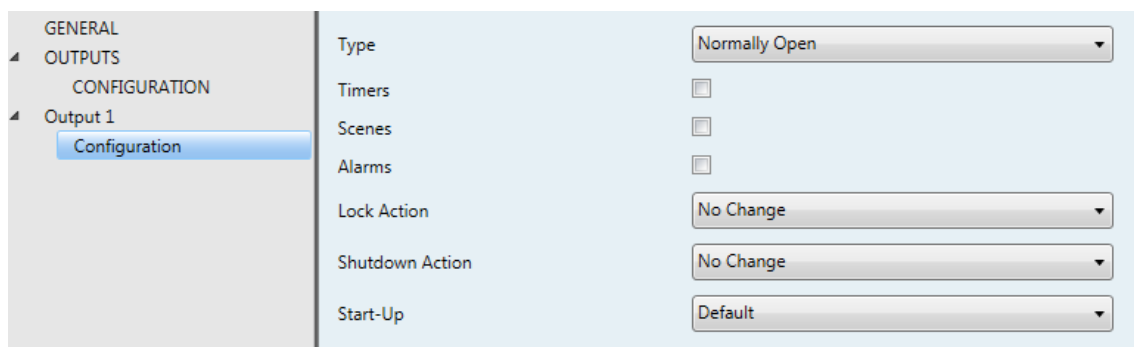 GENERAL
OUTPUTS
CONFIGURATION
Output 1
Configuration
Type Normally Open
Timers
Scenes
Alarms
Lock Action No Change
Shutdown Action No Change
Start-Up Default